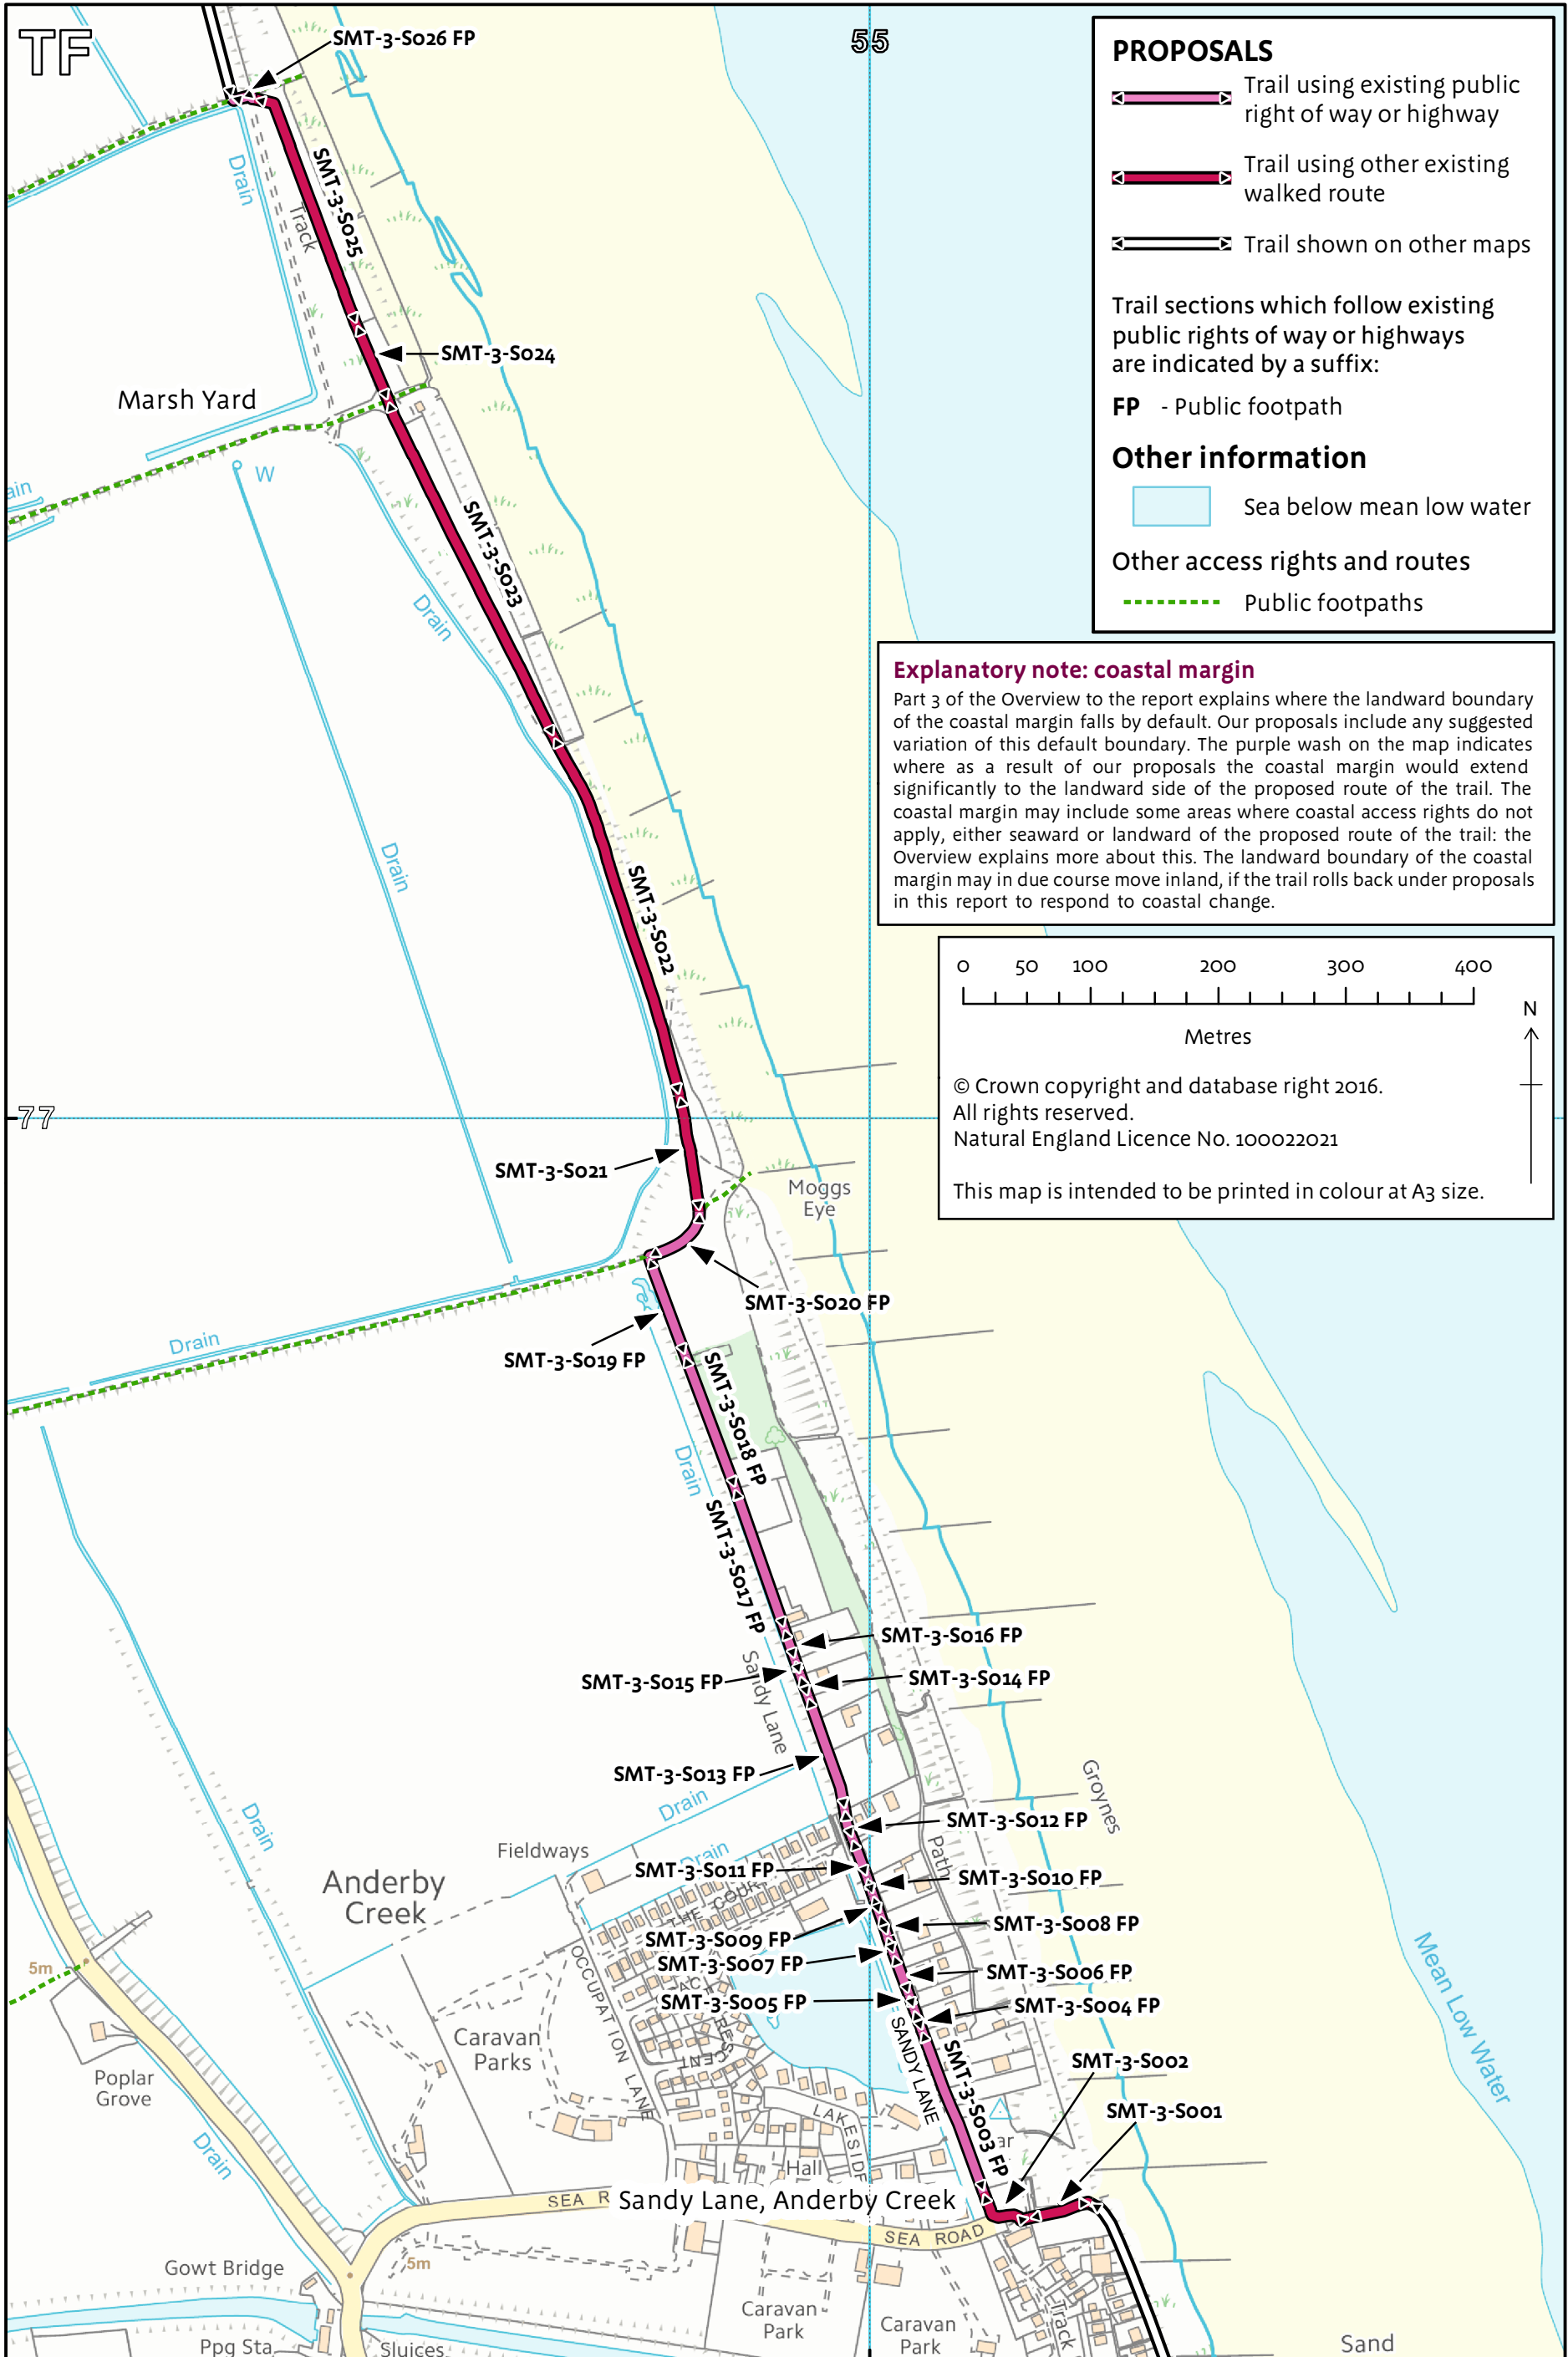 TF
SMT-3-S026 FP
55
PROPOSALS
Trail using existing public
right of way or highway
Trail using other existing
walked route
Trail shown on other maps
Trail sections which follow existing
public rights of way or highways
are indicated by a suffix:
FP - Public footpath
Other information
Sea below mean low water
Other access rights and routes
Public footpaths
Drain
Track
SMT-3-S025
SMT-3-S024
Marsh Yard
W
ain
SMT-3-S023
Drain
Explanatory note: coastal margin
Part 3 of the Overview to the report explains where the landward boundary
of the coastal margin falls by default. Our proposals include any suggested
variation of this default boundary. The purple wash on the map indicates
where as a result of our proposals the coastal margin would extend
significantly to the landward side of the proposed route of the trail. The
coastal margin may include some areas where coastal access rights do not
apply, either seaward or landward of the proposed route of the trail: the
Overview explains more about this. The landward boundary of the coastal
margin may in due course move inland, if the trail rolls back under proposals
in this report to respond to coastal change.
Drain
SMT-3-S022
0 50 100 200 300 400
Metres
N
© Crown copyright and database right 2016.
All rights reserved.
Natural England Licence No. 100022021
This map is intended to be printed in colour at A3 size.
77
SMT-3-S021
Moggs
Eye
SMT-3-S020 FP
Drain
SMT-3-S019 FP
SMT-3-S018 FP
Drain
SMT-3-S017 FP
SMT-3-S016 FP
SMT-3-S015 FP
SMT-3-S014 FP
Sandy Lane
SMT-3-S013 FP
Groynes
Drain
Drain
SMT-3-S012 FP
Path
Fieldways
Drain
SMT-3-S011 FP
SMT-3-S010 FP
Anderby
Creek
THE COUR
SMT-3-S009 FP
SMT-3-S008 FP
SMT-3-S007 FP
SMT-3-S006 FP
5m
OCCUPATION LANE
SMT-3-S005 FP
SMT-3-S004 FP
Mean Low Water
Caravan
Parks
SANDY LANE
SMT-3-S003 FP
SMT-3-S002
Poplar
Grove
SMT-3-S001
LAKESIDE
Drain
ar
Hall
SEA R
Sandy Lane, Anderby Creek
SEA ROAD
5m
Gowt Bridge
Caravan
Park
Caravan
Park
Track
Ppg Sta
Sluices
Sand